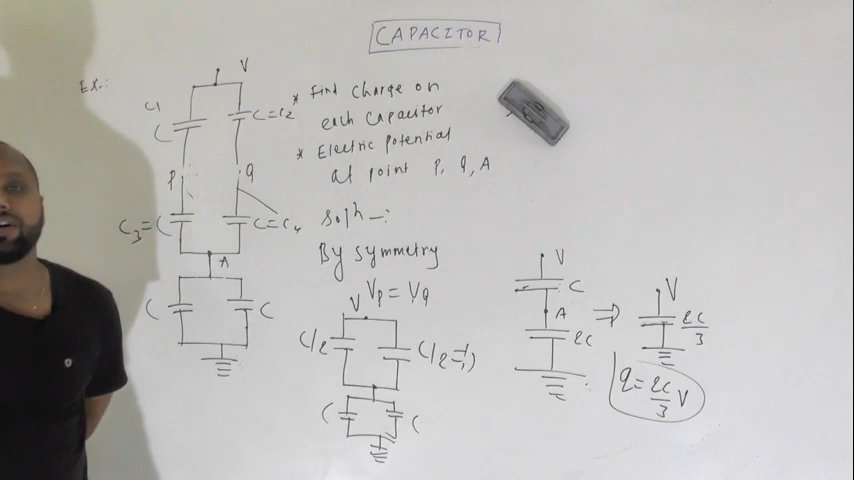 CAPACITOR
Ex.:
V
C1
C
C=C2
* Find charge on
each capacitor
* Electric potential
at point P, Q, A
P
Q
C3=C
C=C4
A
C
C
Soln -:
By symmetry
VP = VQ
V
C/2
C/2
C
C
V
C
A
2C
⇒
V
2C/3
q = 2C/3 V